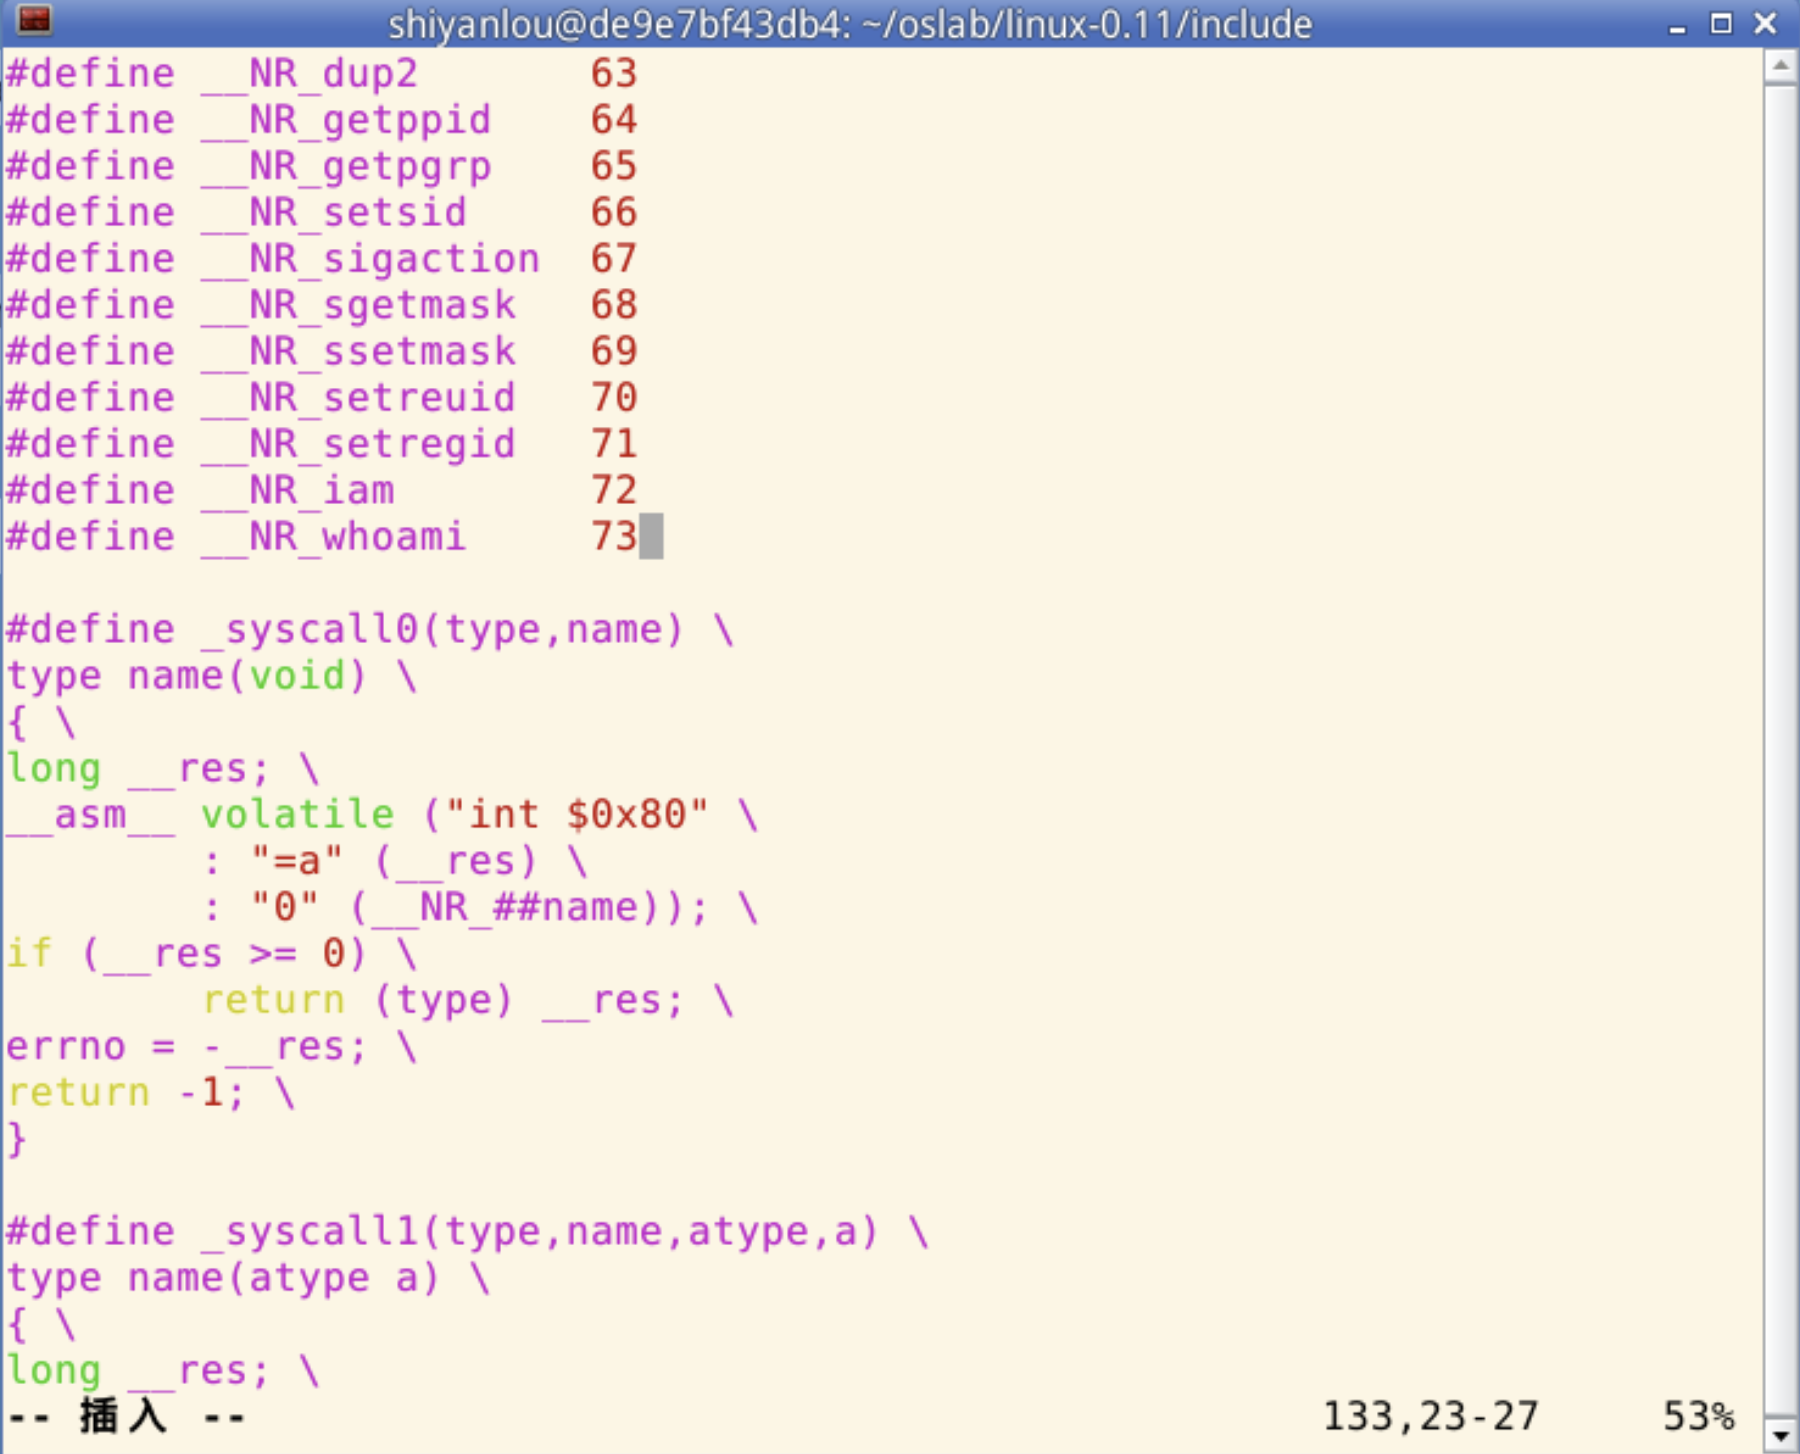 shiyanlou@de9e7bf43db4: ~/oslab/linux-0.11/include
#define __NR_dup2       63
#define __NR_getppid    64
#define __NR_getpgrp    65
#define __NR_setsid     66
#define __NR_sigaction  67
#define __NR_sgetmask   68
#define __NR_ssetmask   69
#define __NR_setreuid   70
#define __NR_setregid   71
#define __NR_iam        72
#define __NR_whoami     73

#define _syscall0(type,name) \
type name(void) \
{ \
long __res; \
__asm__ volatile ("int $0x80" \
        : "=a" (__res) \
        : "0" (__NR_##name)); \
if (__res >= 0) \
        return (type) __res; \
errno = -__res; \
return -1; \
}

#define _syscall1(type,name,atype,a) \
type name(atype a) \
{ \
long __res; \
-- 插入 --                                            133,23-27     53%